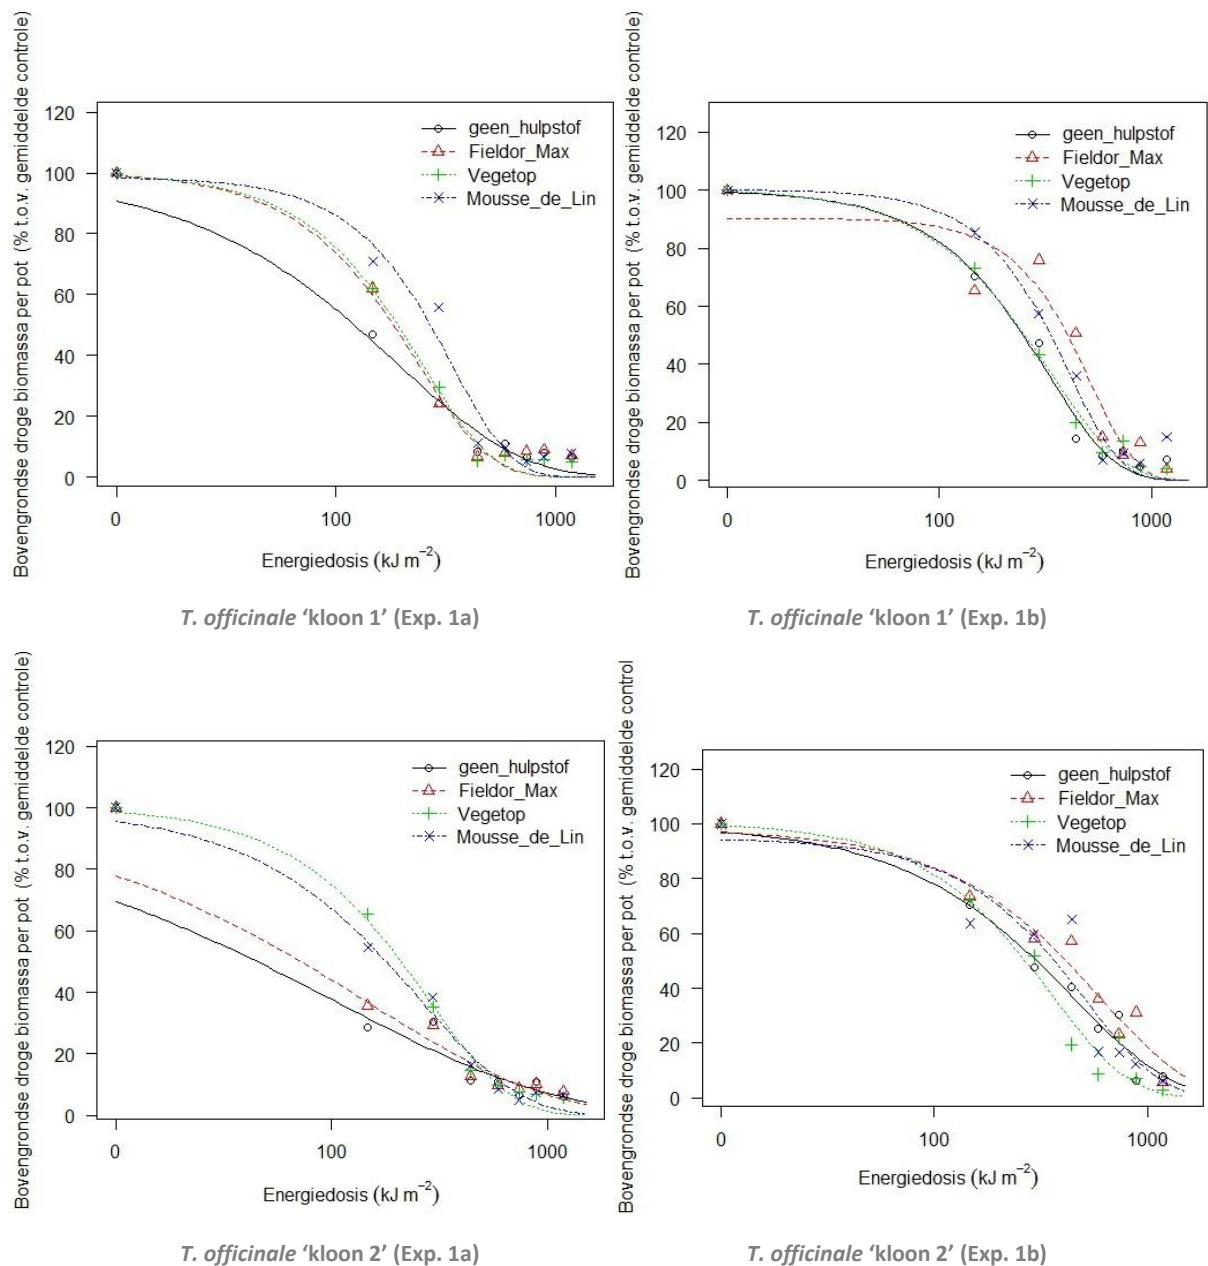 Bovengrondse droge biomassa per pot (% t.o.v. gemiddelde controle)
120
100
80
60
40
20
0
geen_hulpstof
Fieldor_Max
Vegetop
Mousse_de_Lin
0 100 1000
Energiedosis (kJ m⁻²)
T. officinale ‘kloon 1’ (Exp. 1a)
Bovengrondse droge biomassa per pot (% t.o.v. gemiddelde controle)
120
100
80
60
40
20
0
geen_hulpstof
Fieldor_Max
Vegetop
Mousse_de_Lin
0 100 1000
Energiedosis (kJ m⁻²)
T. officinale ‘kloon 1’ (Exp. 1b)
Bovengrondse droge biomassa per pot (% t.o.v. gemiddelde controle)
120
100
80
60
40
20
0
geen_hulpstof
Fieldor_Max
Vegetop
Mousse_de_Lin
0 100 1000
Energiedosis (kJ m⁻²)
T. officinale ‘kloon 2’ (Exp. 1a)
Bovengrondse droge biomassa per pot (% t.o.v. gemiddelde controle
120
100
80
60
40
20
0
geen_hulpstof
Fieldor_Max
Vegetop
Mousse_de_Lin
0 100 1000
Energiedosis (kJ m⁻²)
T. officinale ‘kloon 2’ (Exp. 1b)